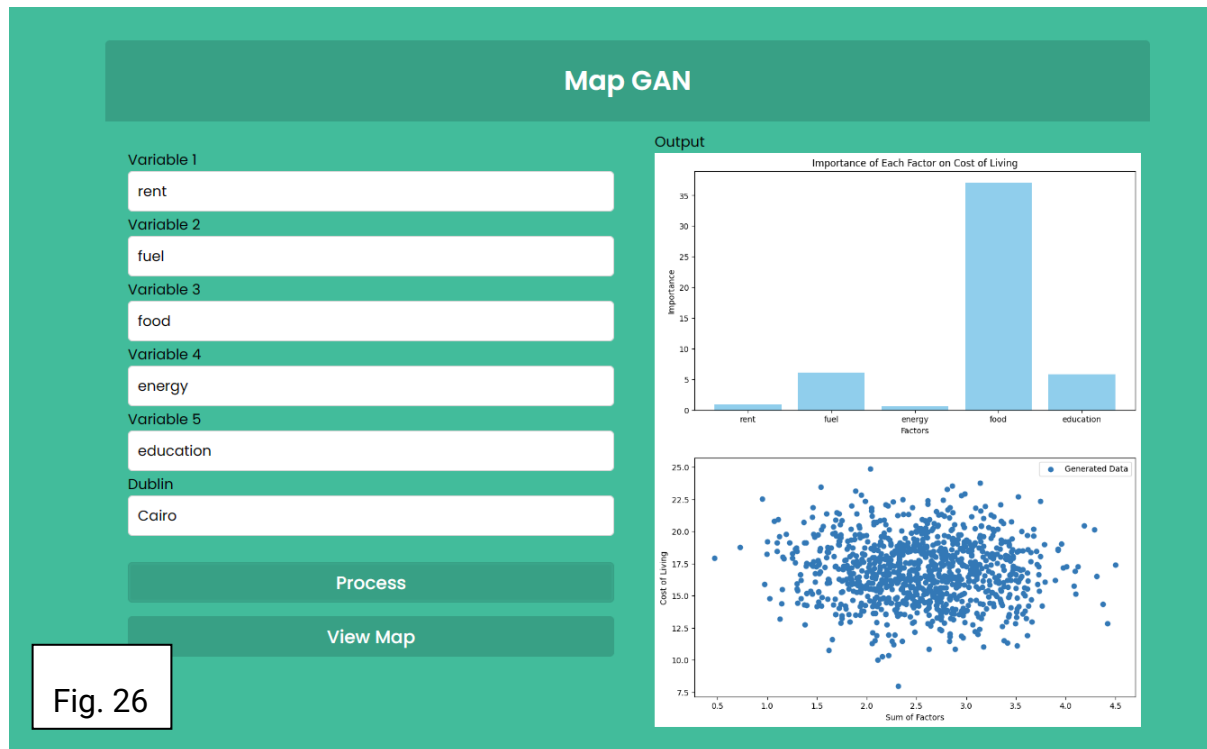 Map GAN
Variable 1
rent
Variable 2
fuel
Variable 3
food
Variable 4
energy
Variable 5
education
Dublin
Cairo
Process
View Map
Fig. 26
Output
Importance of Each Factor on Cost of Living
Importance
35
30
25
20
15
10
5
0
rent fuel energy food education
Factors
Generated Data
Cost of Living
25.0
22.5
20.0
17.5
15.0
12.5
10.0
7.5
0.5 1.0 1.5 2.0 2.5 3.0 3.5 4.0 4.5
Sum of Factors